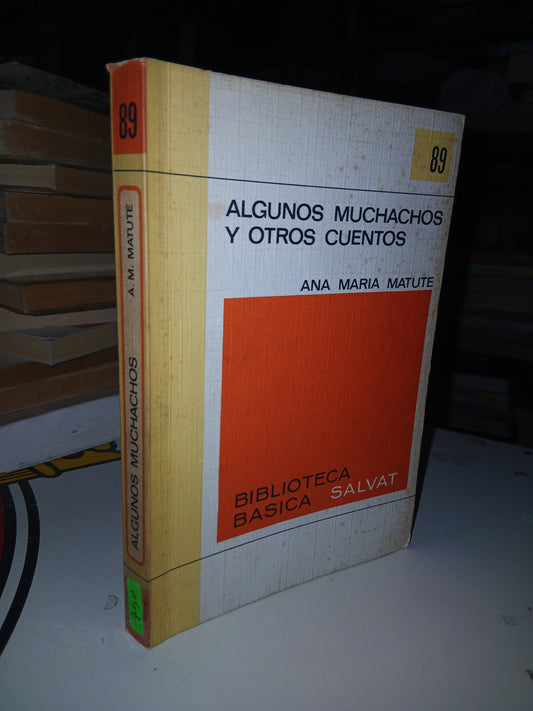 89
A. M. MATUTE
ALGUNOS MUCHACHOS
89
ALGUNOS MUCHACHOS
Y OTROS CUENTOS
ANA MARIA MATUTE
BIBLIOTECA
BASICA SALVAT